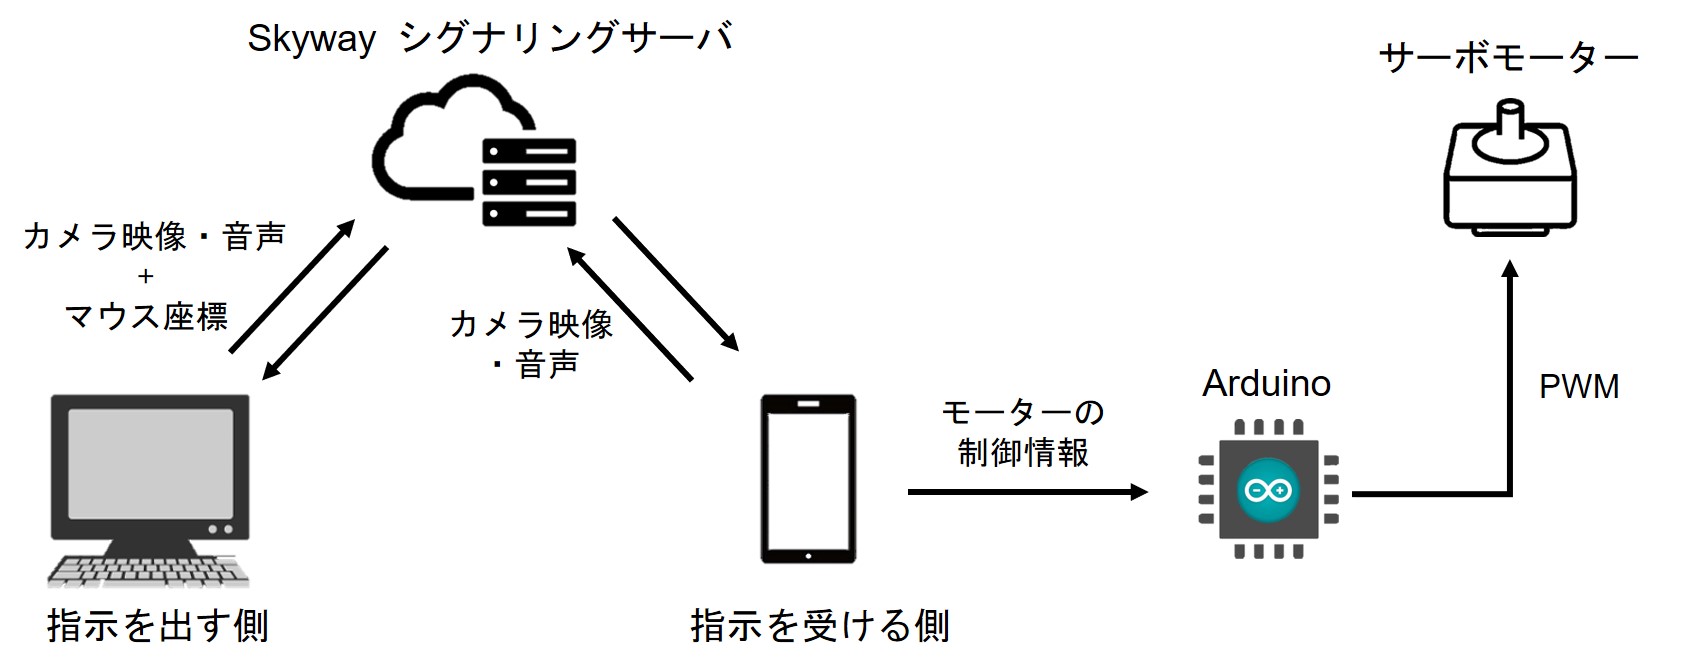 Skyway シグナリングサーバ
サーボモーター
カメラ映像・音声
+
マウス座標
カメラ映像
・音声
Arduino
PWM
モーターの
制御情報
指示を出す側
指示を受ける側